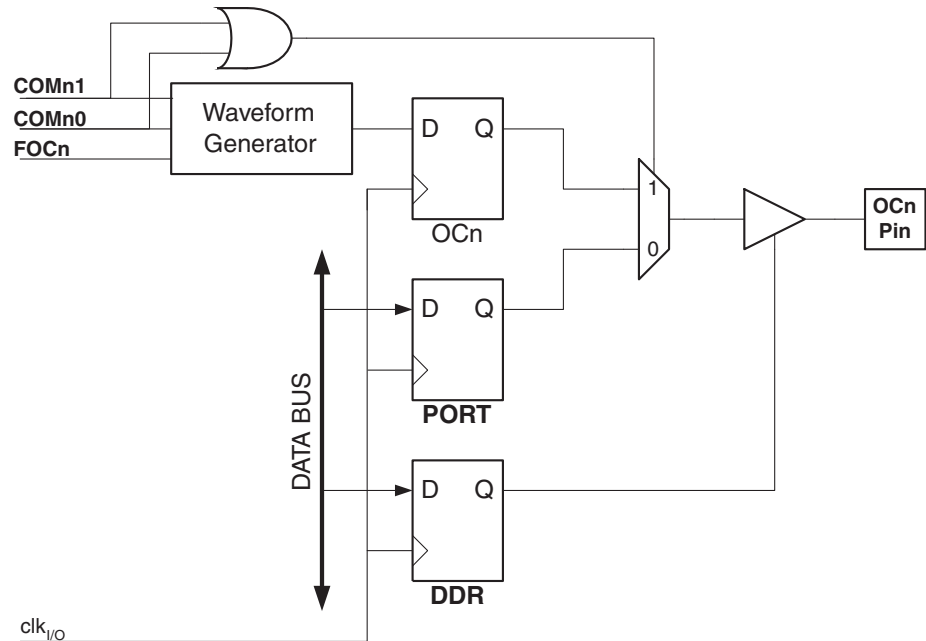 COMn1
COMn0
FOCn
Waveform
Generator
D Q
OCn
1
0
OCn
Pin
D Q
PORT
DATA BUS
D Q
DDR
clkI/O